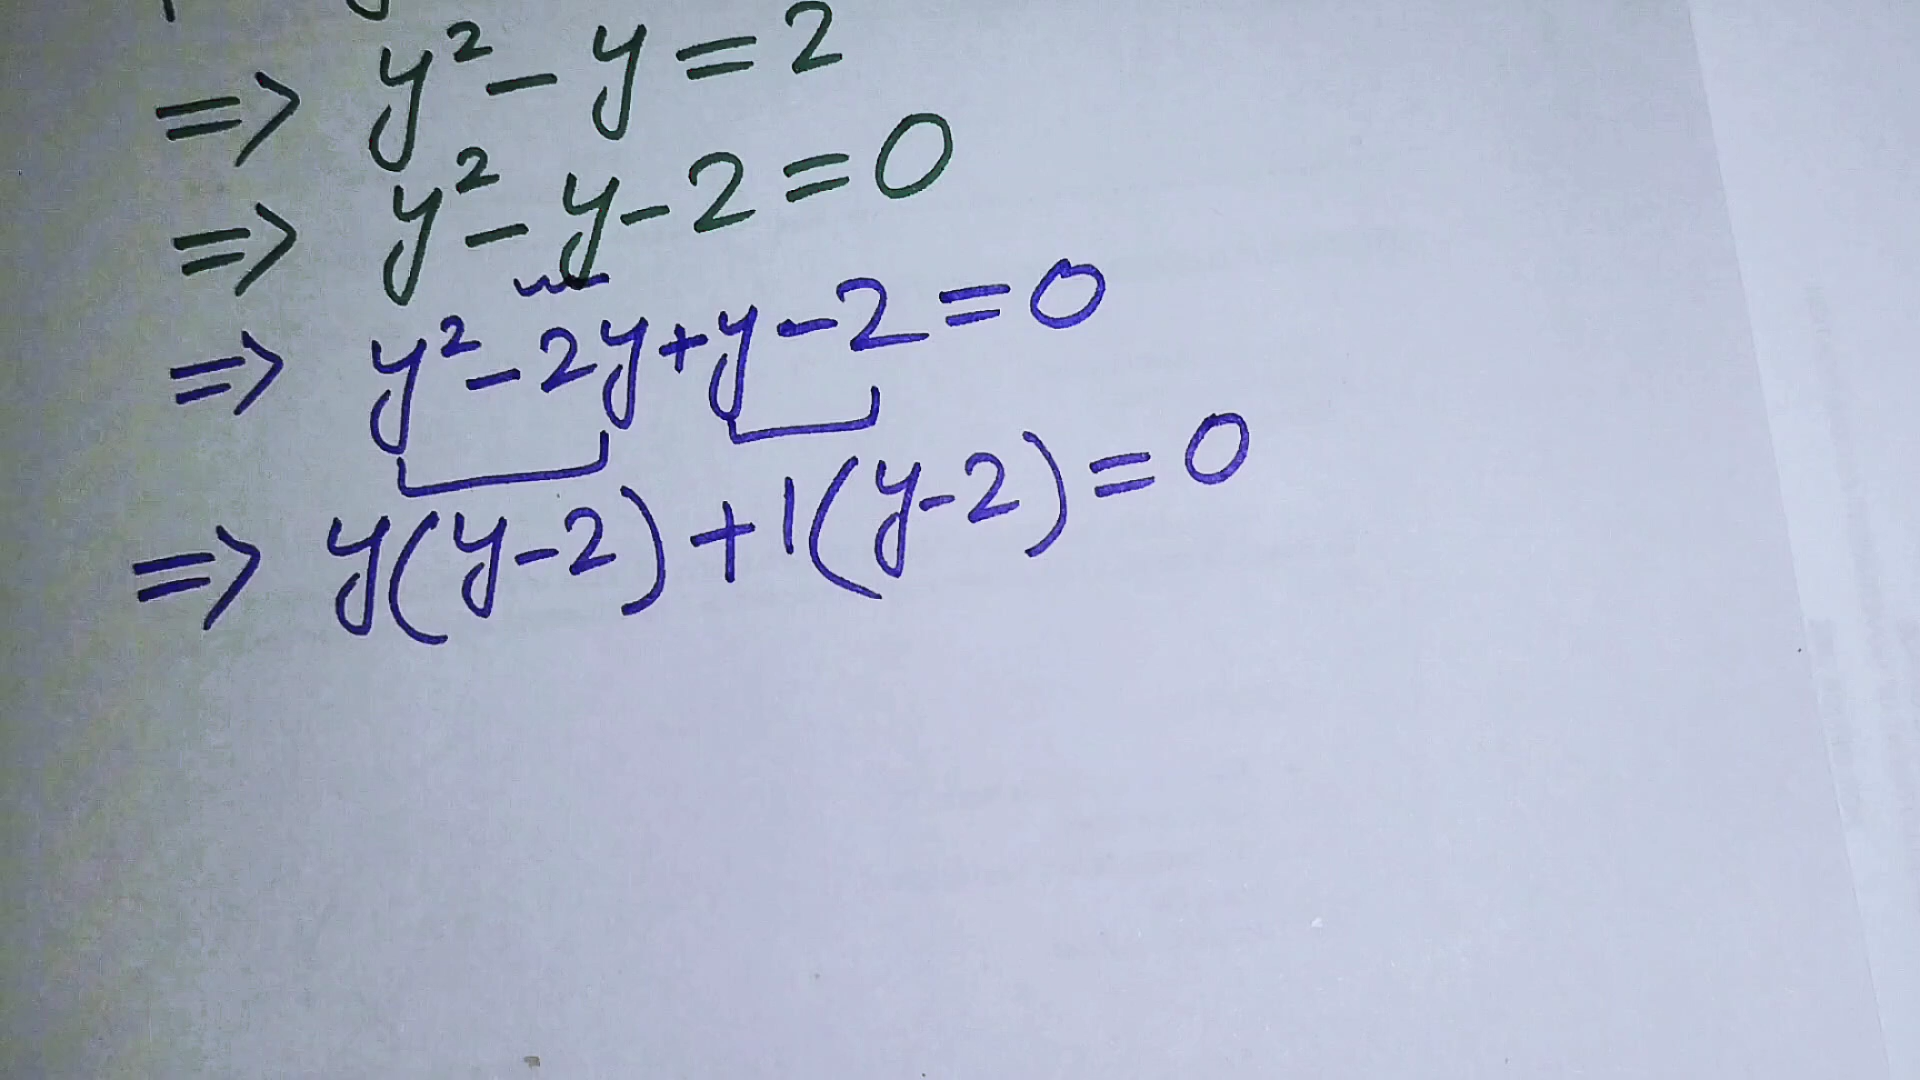 => y² - y = 2
=> y² - y - 2 = 0
=> y² - 2y + y - 2 = 0
=> y(y-2) + 1(y-2) = 0